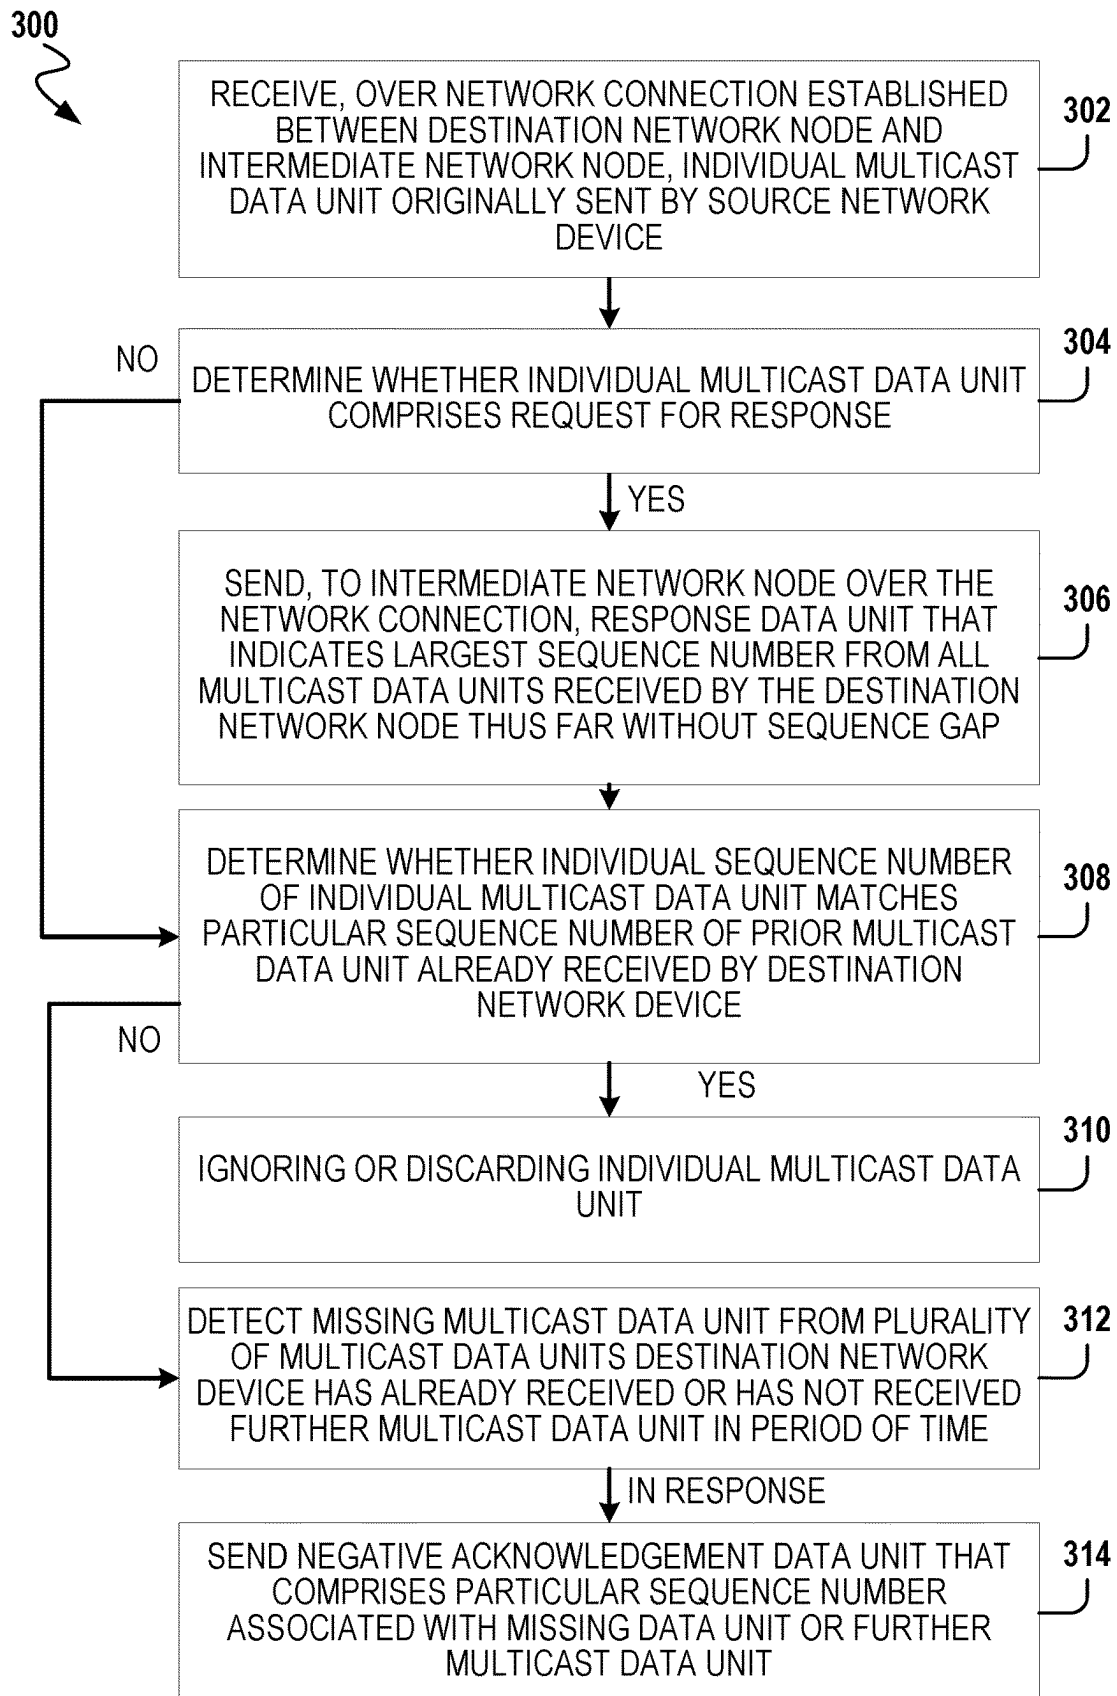 300
RECEIVE, OVER NETWORK CONNECTION ESTABLISHED
BETWEEN DESTINATION NETWORK NODE AND
INTERMEDIATE NETWORK NODE, INDIVIDUAL MULTICAST
DATA UNIT ORIGINALLY SENT BY SOURCE NETWORK
DEVICE
302
NO
DETERMINE WHETHER INDIVIDUAL MULTICAST DATA UNIT
COMPRISES REQUEST FOR RESPONSE
304
YES
SEND, TO INTERMEDIATE NETWORK NODE OVER THE
NETWORK CONNECTION, RESPONSE DATA UNIT THAT
INDICATES LARGEST SEQUENCE NUMBER FROM ALL
MULTICAST DATA UNITS RECEIVED BY THE DESTINATION
NETWORK NODE THUS FAR WITHOUT SEQUENCE GAP
306
DETERMINE WHETHER INDIVIDUAL SEQUENCE NUMBER
OF INDIVIDUAL MULTICAST DATA UNIT MATCHES
PARTICULAR SEQUENCE NUMBER OF PRIOR MULTICAST
DATA UNIT ALREADY RECEIVED BY DESTINATION
NETWORK DEVICE
308
NO
YES
IGNORING OR DISCARDING INDIVIDUAL MULTICAST DATA
UNIT
310
DETECT MISSING MULTICAST DATA UNIT FROM PLURALITY
OF MULTICAST DATA UNITS DESTINATION NETWORK
DEVICE HAS ALREADY RECEIVED OR HAS NOT RECEIVED
FURTHER MULTICAST DATA UNIT IN PERIOD OF TIME
312
IN RESPONSE
SEND NEGATIVE ACKNOWLEDGEMENT DATA UNIT THAT
COMPRISES PARTICULAR SEQUENCE NUMBER
ASSOCIATED WITH MISSING DATA UNIT OR FURTHER
MULTICAST DATA UNIT
314